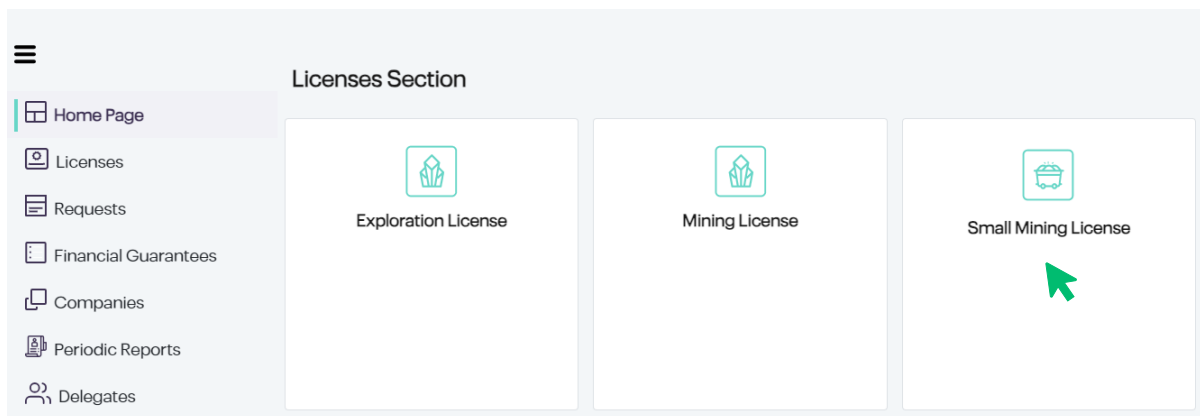 Licenses Section
Home Page
Licenses
Requests
Financial Guarantees
Companies
Periodic Reports
Delegates
Exploration License
Mining License
Small Mining License